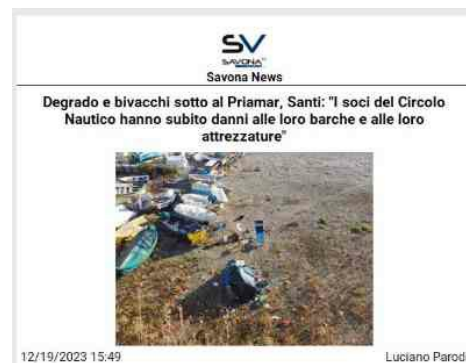 SV
SAVONA
Savona News
Degrado e bivacchi sotto al Priamar, Santi: "I soci del Circolo
Nautico hanno subito danni alle loro barche e alle loro
attrezzature"
12/19/2023 15:49
Luciano Parod